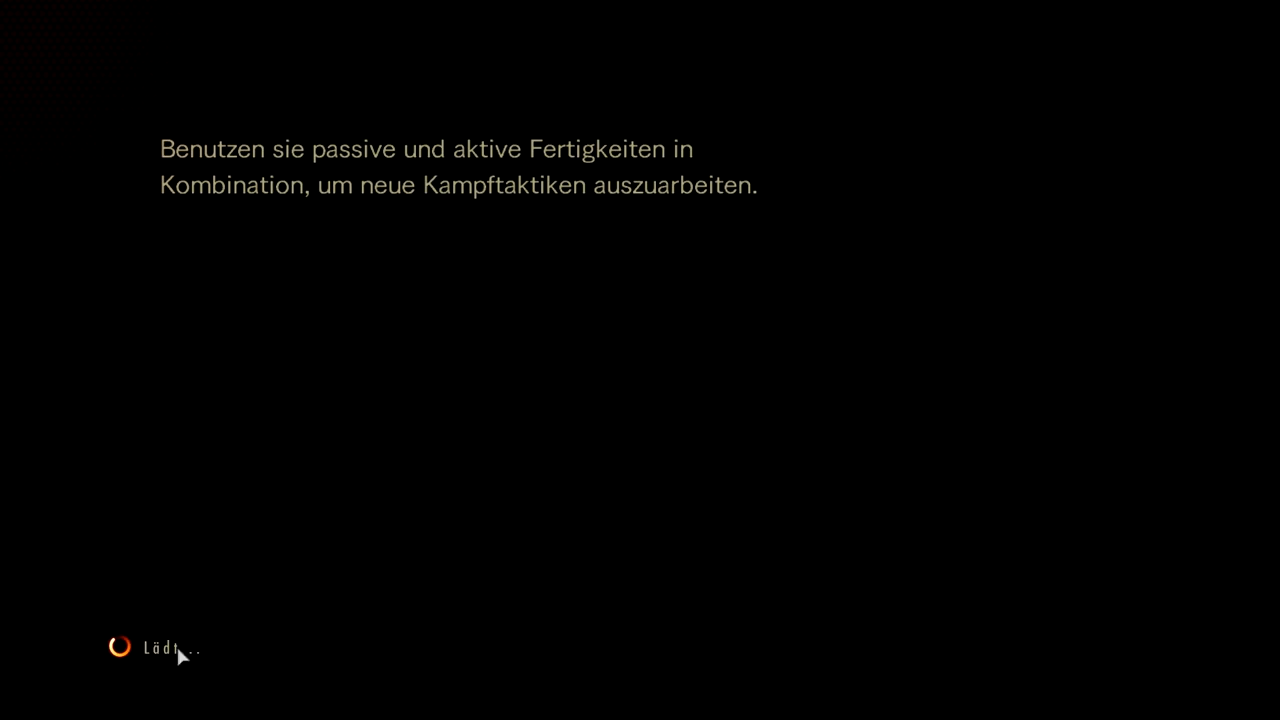 Benutzen sie passive und aktive Fertigkeiten in
Kombination, um neue Kampftaktiken auszuarbeiten.
Lädt...